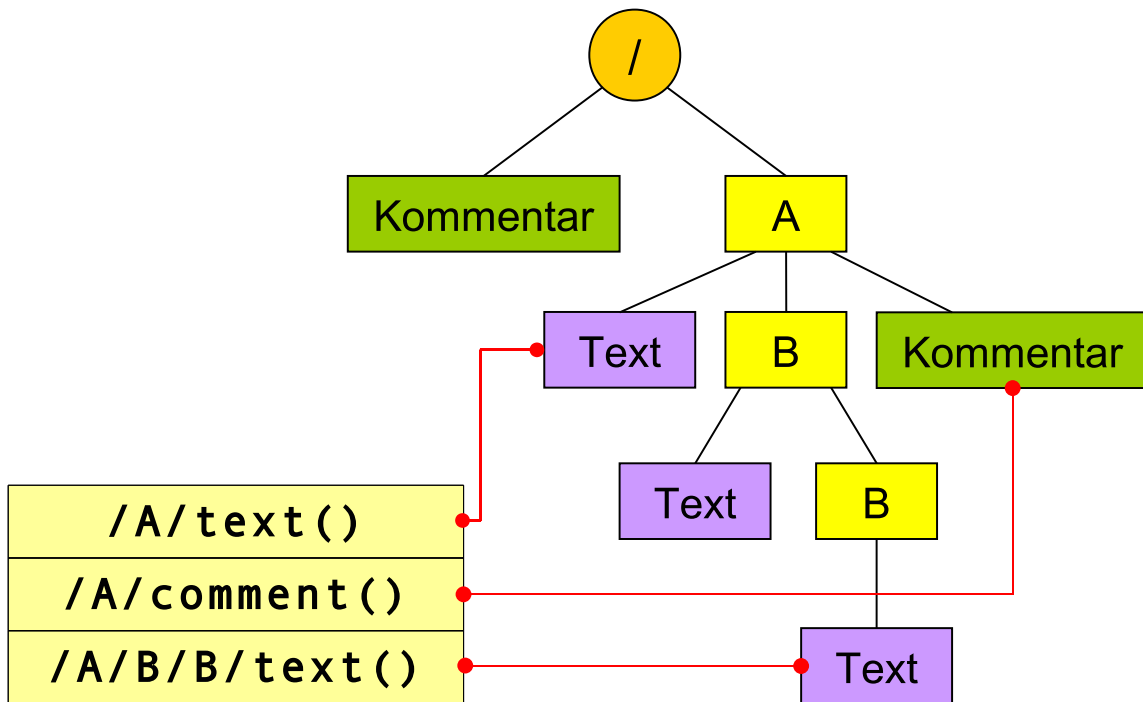 /
Kommentar
A
Text
B
Kommentar
Text
B
/A/text()
/A/comment()
/A/B/B/text()
Text